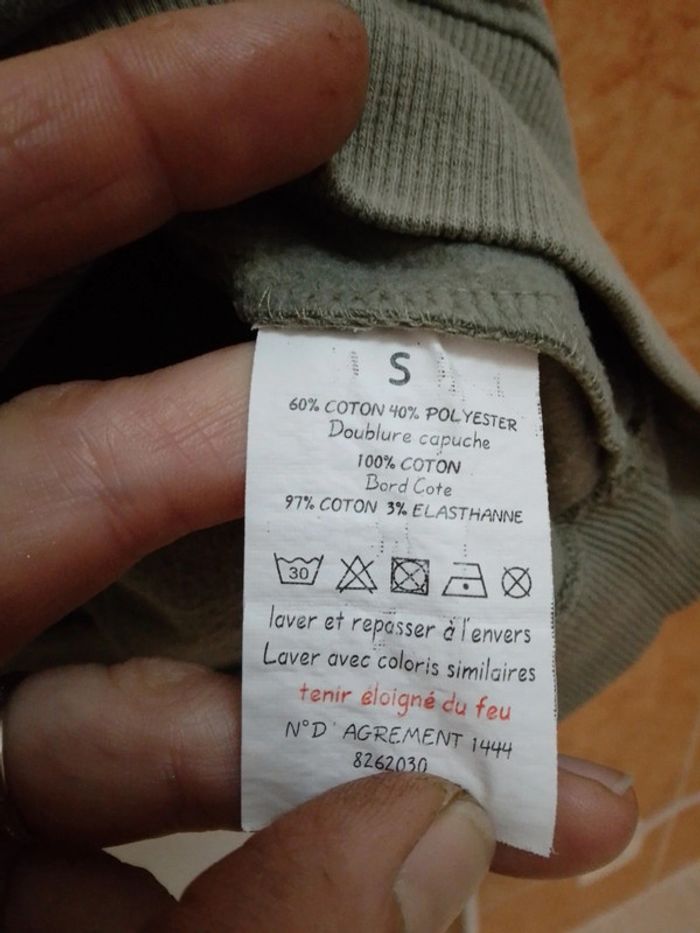 S
60% COTON 40% POLYESTER
Doublure capuche
100% COTON
Bord Cote
97% COTON 3% ELASTHANNE
30
laver et repasser à l'envers
Laver avec coloris similaires
tenir éloigné du feu
N°D' AGREMENT 1444
8262030